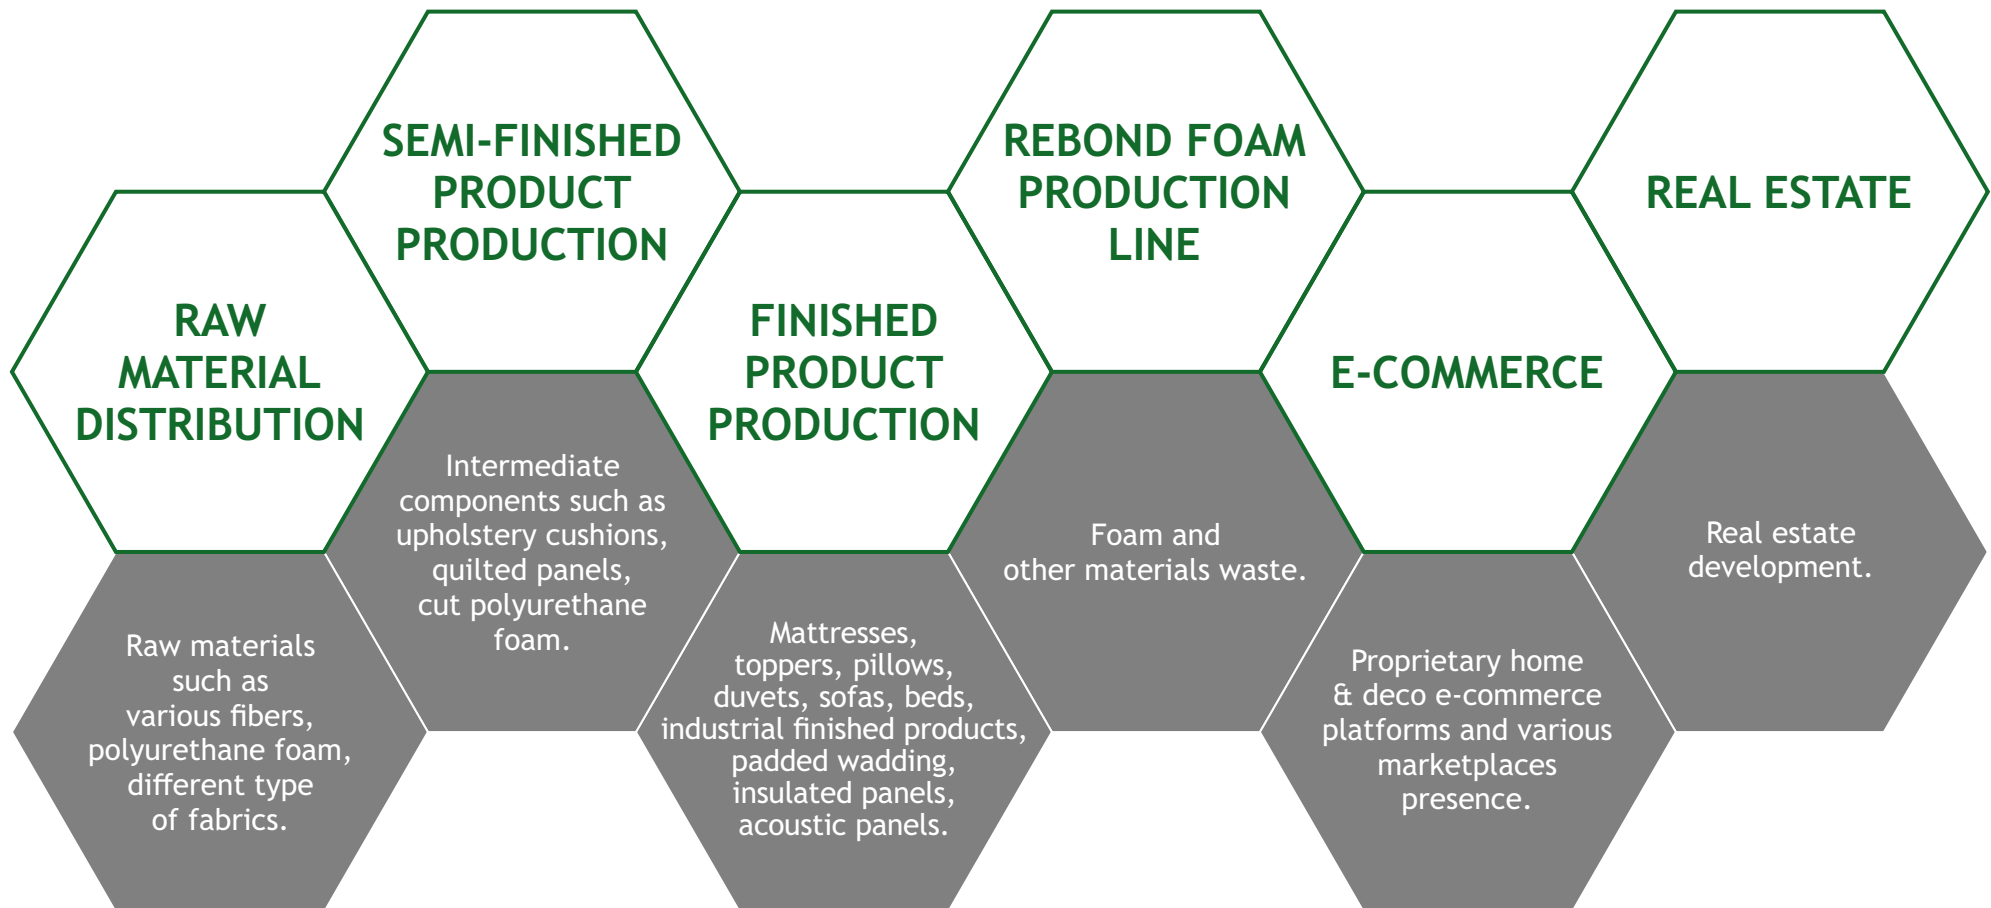 RAW
MATERIAL
DISTRIBUTION
Raw materials
such as
various fibers,
polyurethane foam,
different type
of fabrics.
SEMI-FINISHED
PRODUCT
PRODUCTION
Intermediate
components such as
upholstery cushions,
quilted panels,
cut polyurethane
foam.
FINISHED
PRODUCT
PRODUCTION
Mattresses,
toppers, pillows,
duvets, sofas, beds,
industrial finished products,
padded wadding,
insulated panels,
acoustic panels.
REBOND FOAM
PRODUCTION
LINE
Foam and
other materials waste.
E-COMMERCE
Proprietary home
& deco e-commerce
platforms and various
marketplaces
presence.
REAL ESTATE
Real estate
development.